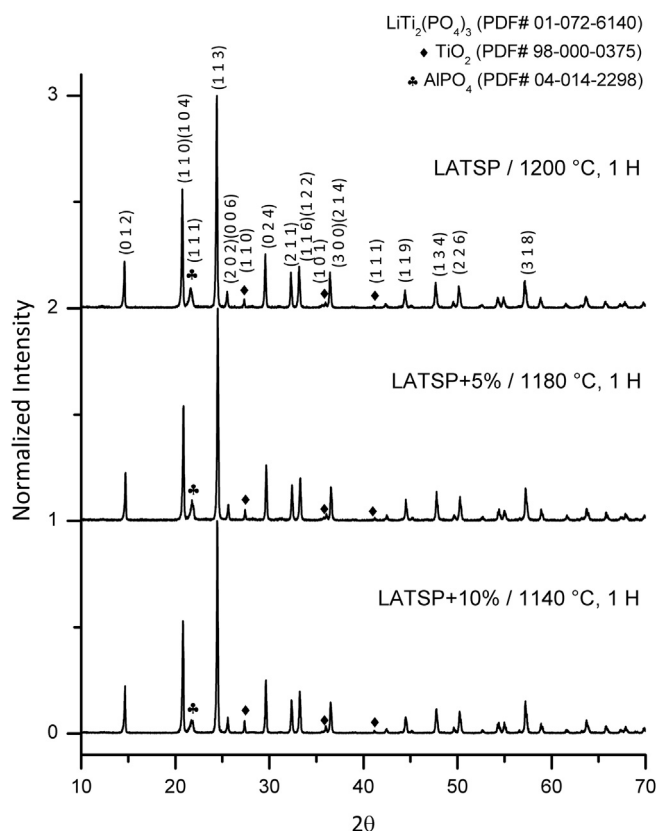 LiTi₂(PO₄)₃ (PDF# 01-072-6140)
♦ TiO₂ (PDF# 98-000-0375)
♣ AlPO₄ (PDF# 04-014-2298)
LATSP / 1200 °C, 1 H
(0 1 2)
(1 1 0)(1 0 4)
(1 1 1)
♣
(1 1 3)
(2 0 2)(0 0 6)
(1 1 0)
♦
(0 2 4)
(2 1 1)
(1 1 6)(1 2 2)
(1 0 1)
♦
(3 0 0)(2 1 4)
(1 1 1)
♦
(1 1 9)
(1 3 4)
(2 2 6)
(3 1 8)
LATSP+5% / 1180 °C, 1 H
♣ ♦ ♦ ♦
LATSP+10% / 1140 °C, 1 H
♣ ♦ ♦ ♦
Normalized Intensity
3
2
1
0
10 20 30 40 50 60 70
2θ